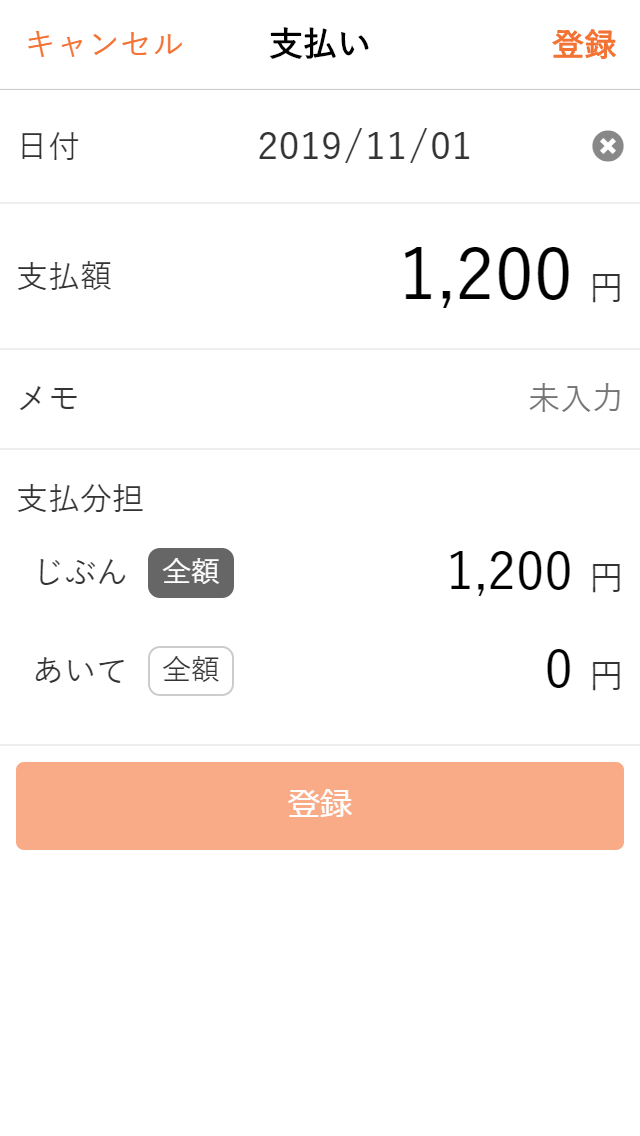 キャンセル 支払い 登録
日付 2019/11/01
支払額 1,200 円
メモ 未入力
支払分担
じぶん 全額 1,200 円
あいて 全額 0 円
登録